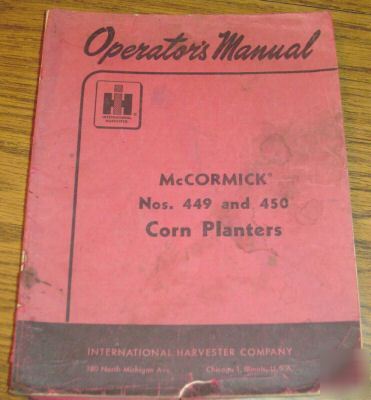 Operator's Manual
IH
INTERNATIONAL
HARVESTER
®
McCORMICK®
Nos. 449 and 450
Corn Planters
INTERNATIONAL HARVESTER COMPANY
180 North Michigan Ave. Chicago 1, Illinois, U.S.A.